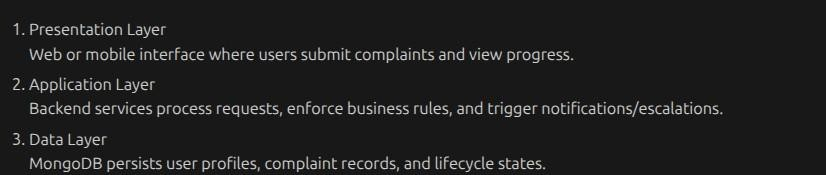 1. Presentation Layer
Web or mobile interface where users submit complaints and view progress.
2. Application Layer
Backend services process requests, enforce business rules, and trigger notifications/escalations.
3. Data Layer
MongoDB persists user profiles, complaint records, and lifecycle states.